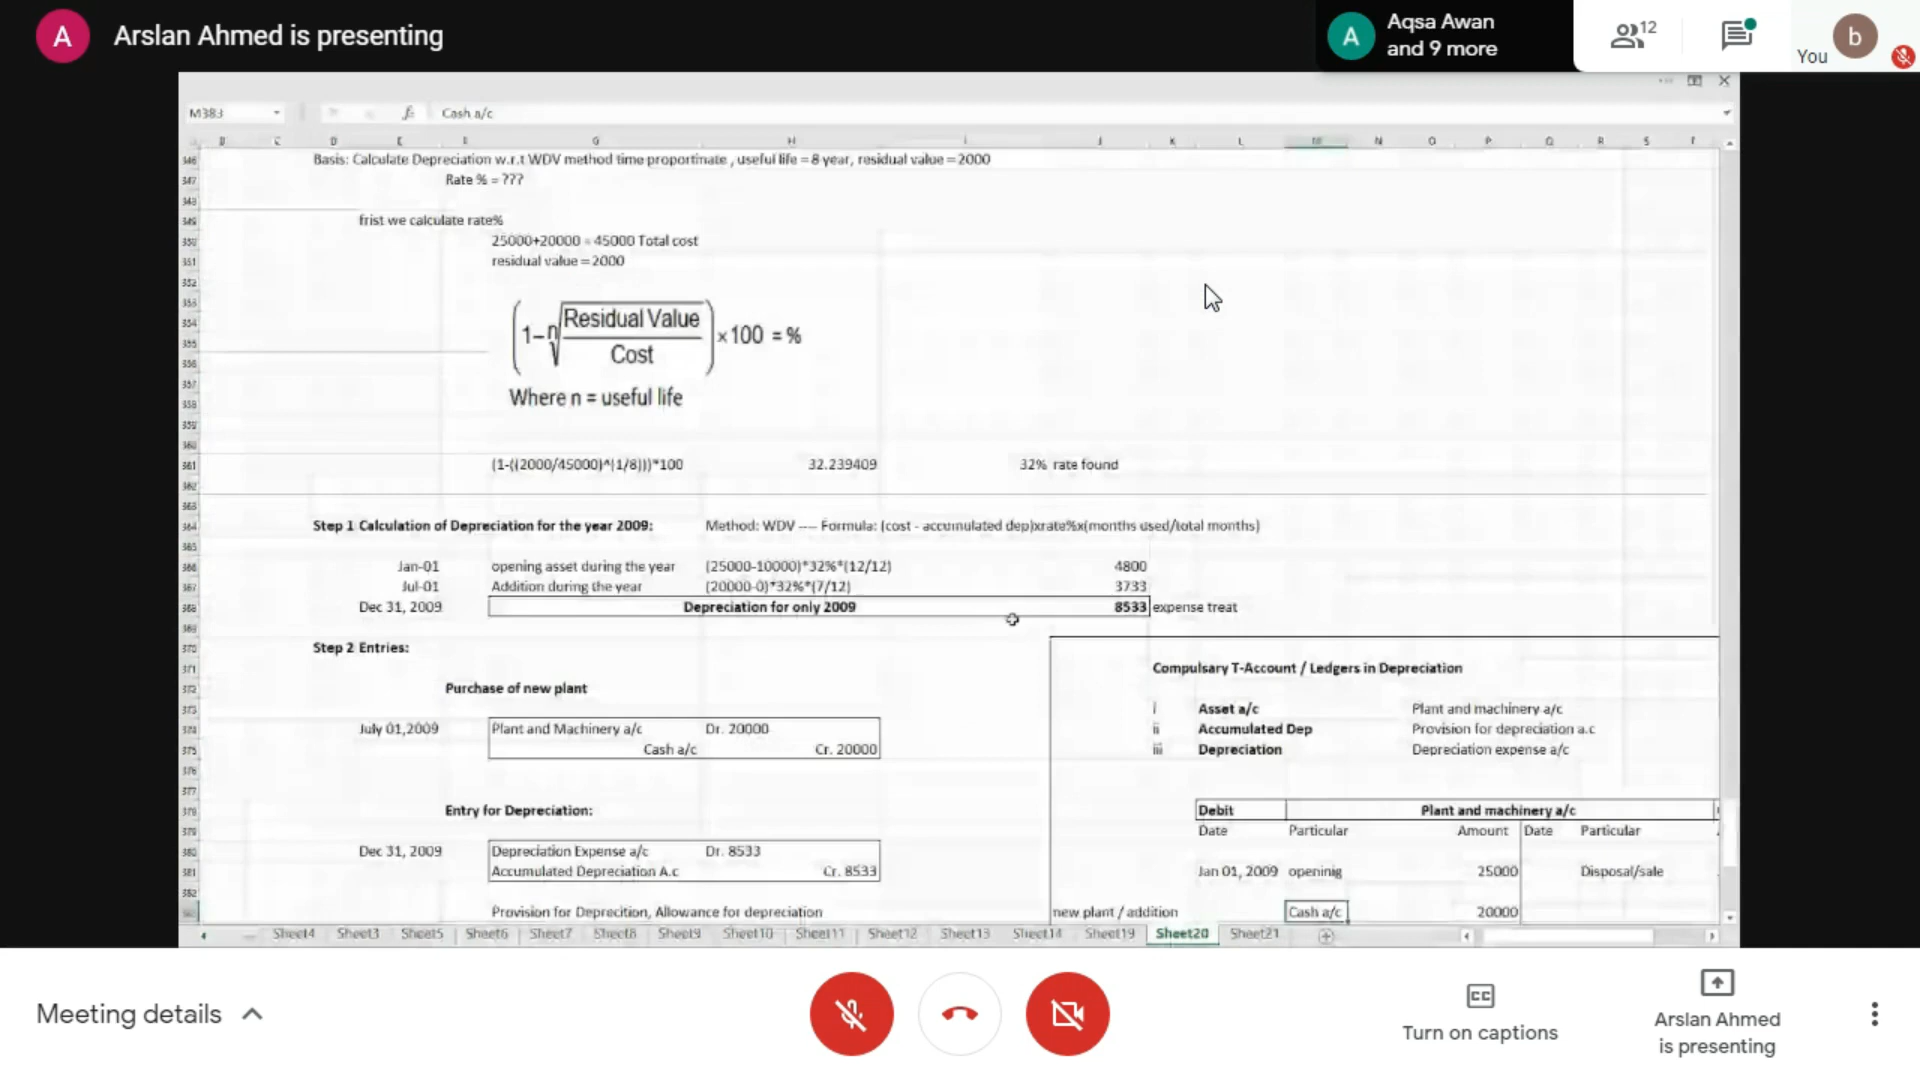 A
Arslan Ahmed is presenting
A
Aqsa Awan
and 9 more
12
You
b
M383
fx
Cash a/c
Basis: Calculate Depreciation w.r.t WDV method time proportinate , useful life = 8 year, residual value = 2000
Rate % = ???
frist we calculate rate%
25000+20000 = 45000 Total cost
residual value = 2000
(1-n√Residual Value/Cost)×100 = %
Where n = useful life
(1-((2000/45000)^(1/8)))*100 32.239409 32% rate found
Step 1 Calculation of Depreciation for the year 2009: Method: WDV ---- Formula: (cost - accumulated dep)xrate%x(months used/total months)
Jan-01 opening asset during the year (25000-10000)*32%*(12/12) 4800
Jul-01 Addition during the year (20000-0)*32%*(7/12) 3733
Dec 31, 2009 Depreciation for only 2009 8533 expense treat
Step 2 Entries:
Compulsary T-Account / Ledgers in Depreciation
Purchase of new plant
i Asset a/c Plant and machinery a/c
July 01,2009 Plant and Machinery a/c Dr. 20000
ii Accumulated Dep Provision for depreciation a.c
Cash a/c Cr. 20000
iii Depreciation Depreciation expense a/c
Entry for Depreciation:
Debit Plant and machinery a/c
Date Particular Amount Date Particular
Dec 31, 2009 Depreciation Expense a/c Dr. 8533
Accumulated Depreciation A.c Cr. 8533
Jan 01, 2009 openinig 25000 Disposal/sale
Provision for Deprecition, Allowance for depreciation
new plant / addition Cash a/c 20000
Sheet4 Sheet3 Sheet5 Sheet6 Sheet7 Sheet8 Sheet9 Sheet10 Sheet11 Sheet12 Sheet13 Sheet14 Sheet19 Sheet20 Sheet21
Meeting details
CC
Turn on captions
Arslan Ahmed
is presenting